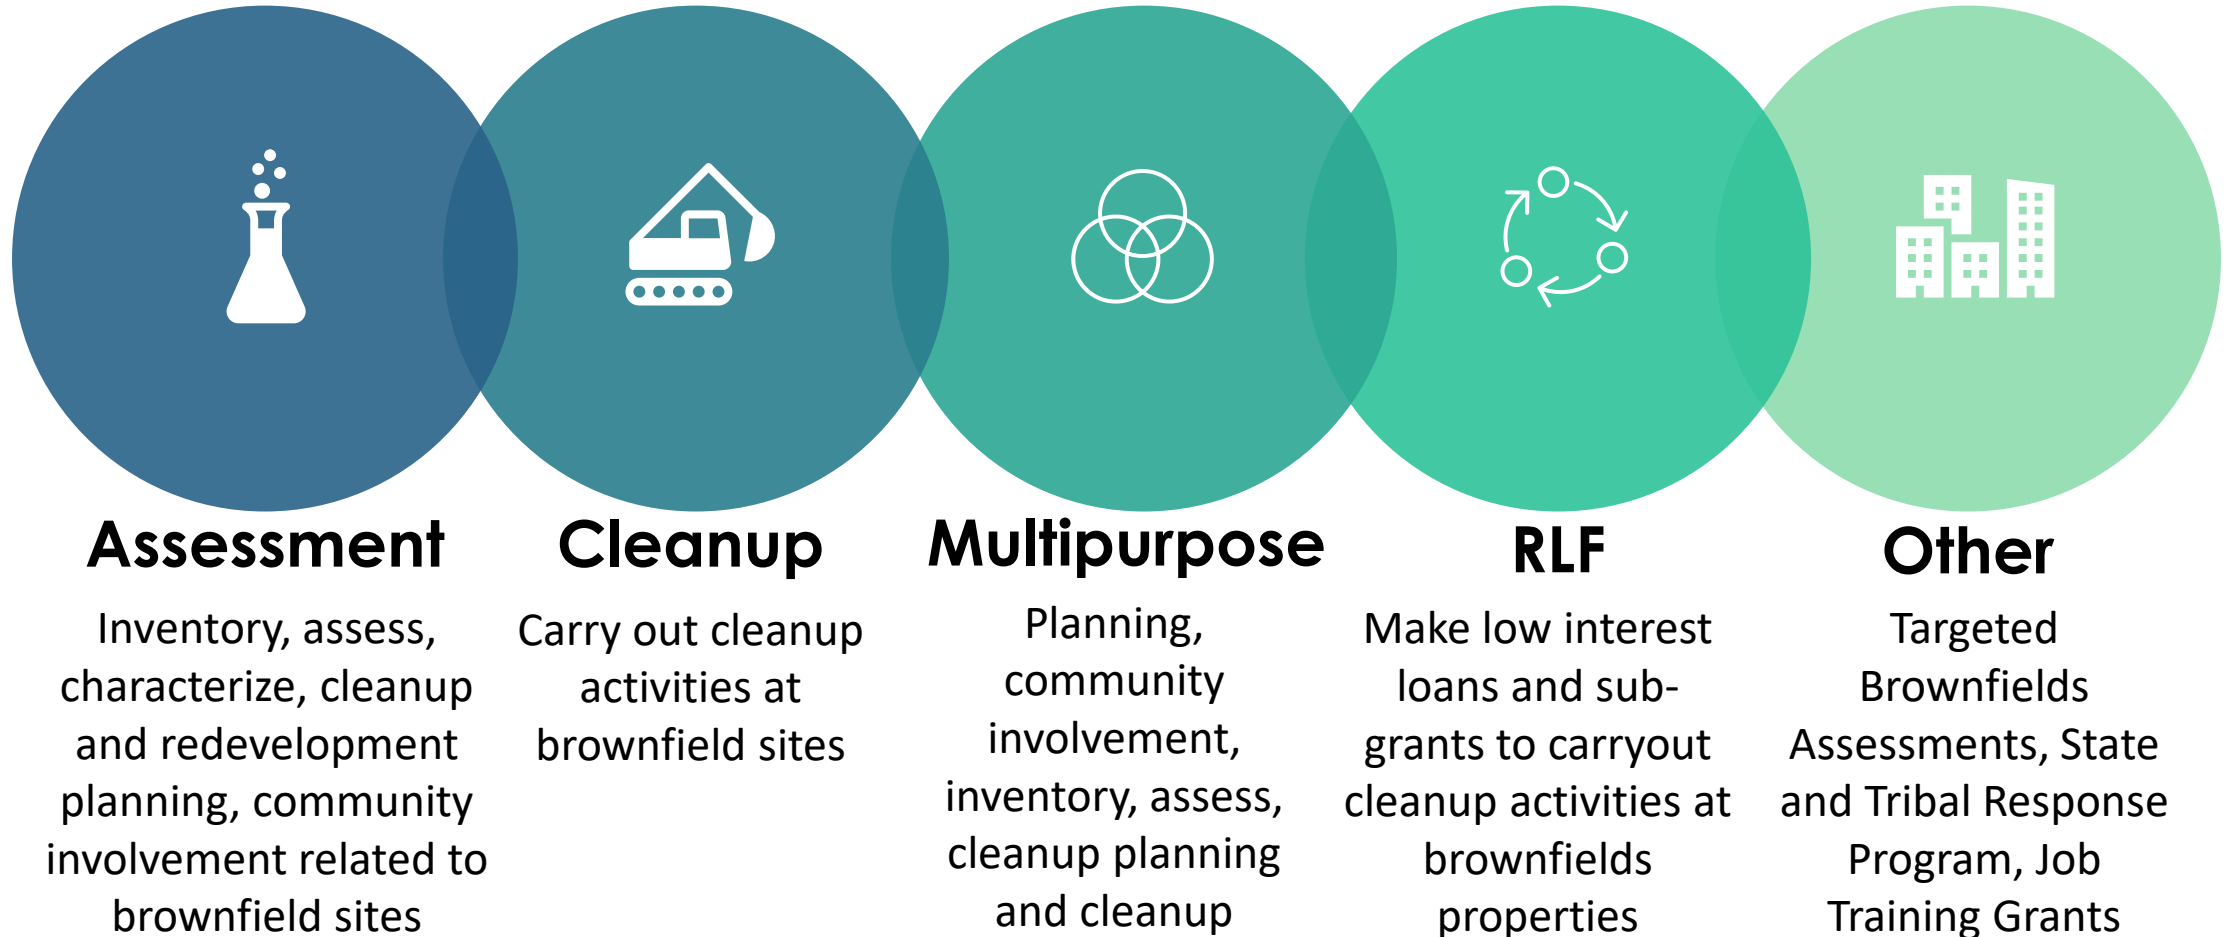 Assessment
Inventory, assess,
characterize, cleanup
and redevelopment
planning, community
involvement related to
brownfield sites
Cleanup
Carry out cleanup
activities at
brownfield sites
Multipurpose
Planning,
community
involvement,
inventory, assess,
cleanup planning
and cleanup
RLF
Make low interest
loans and sub-
grants to carryout
cleanup activities at
brownfields
properties
Other
Targeted
Brownfields
Assessments, State
and Tribal Response
Program, Job
Training Grants